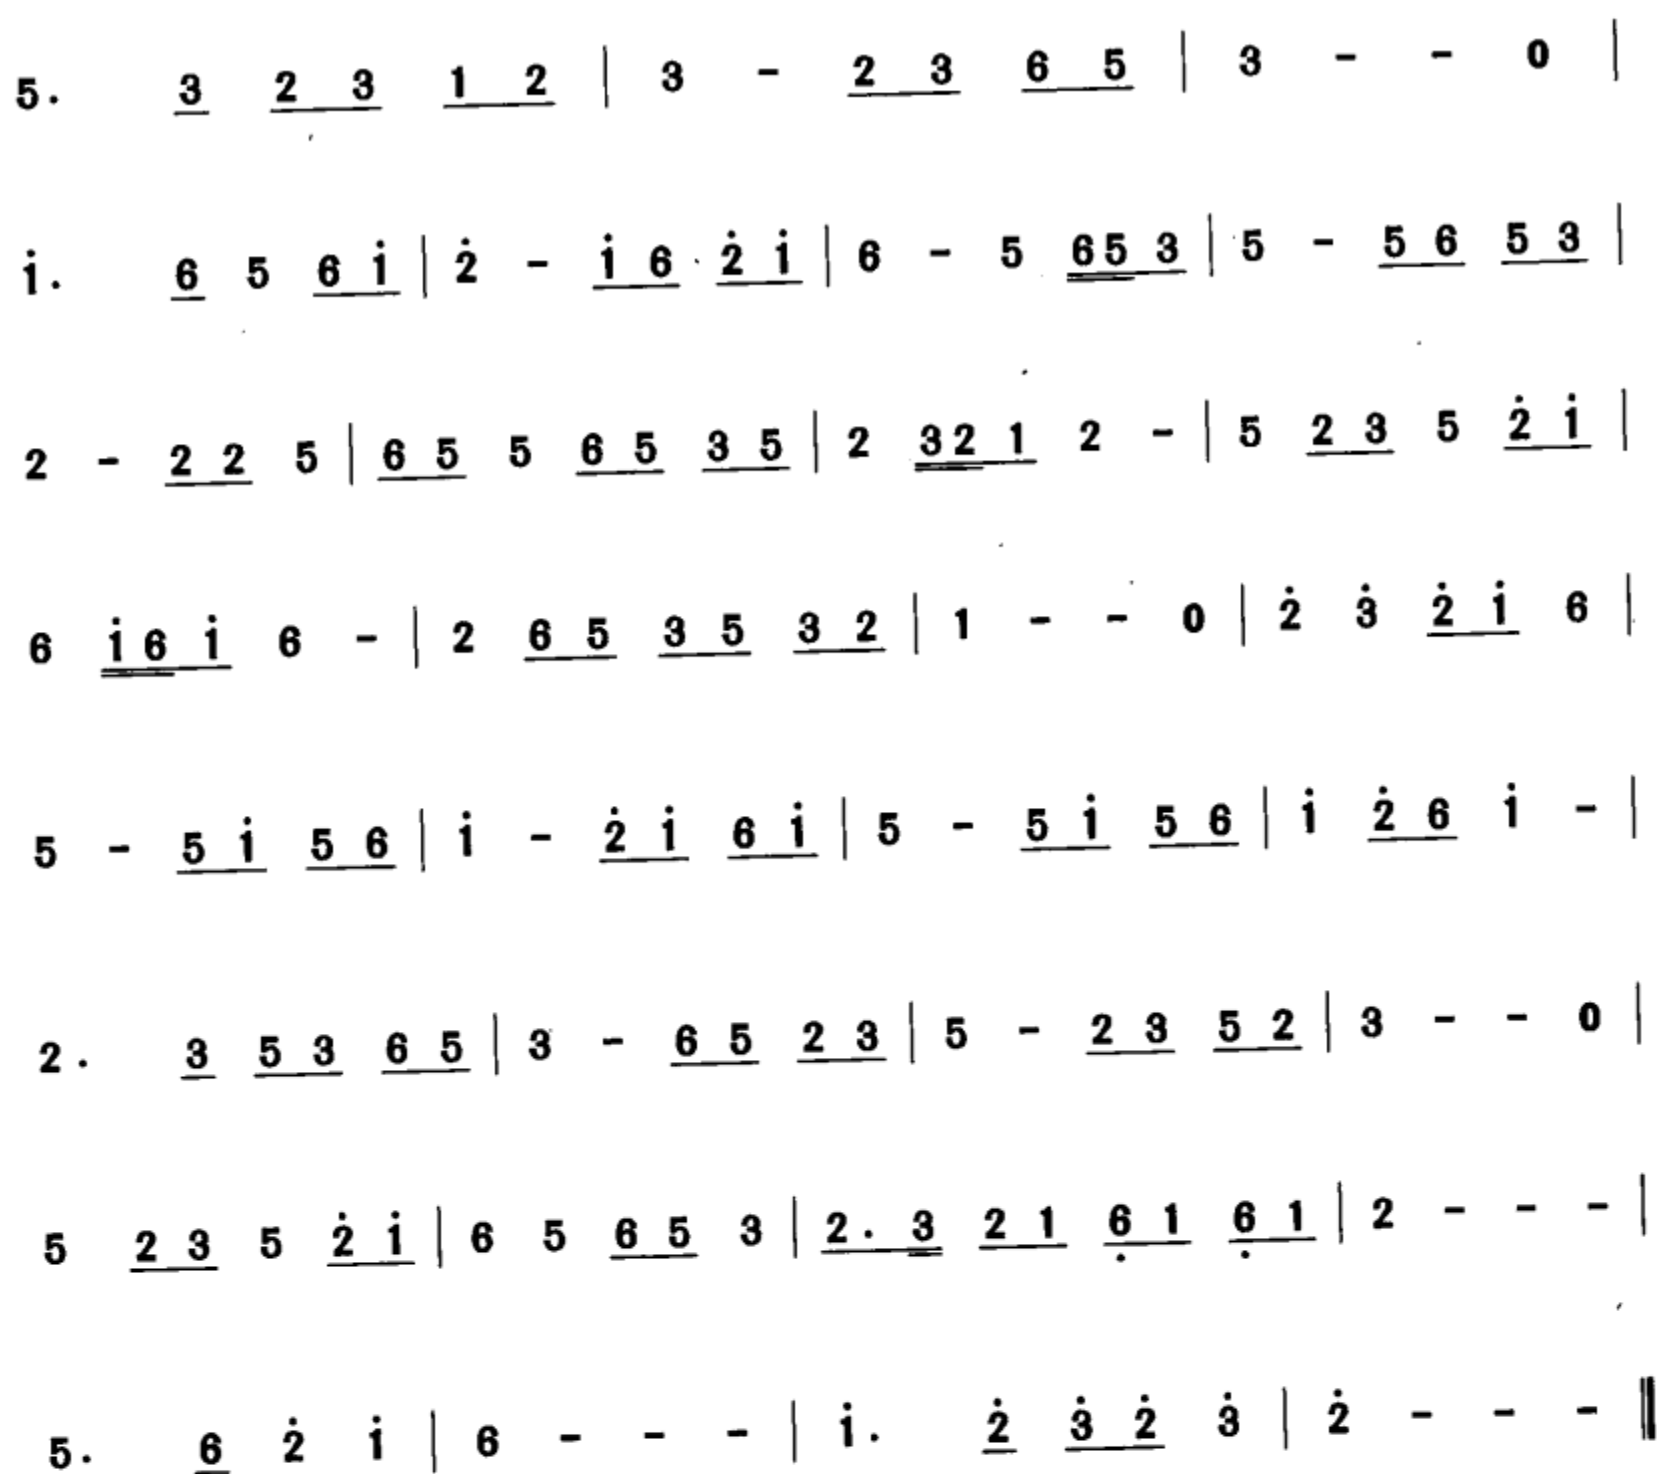 5. 3 2 3 1 2 | 3 - 2 3 6 5 | 3 - - 0 |
i̇. 6 5 6 i̇ | 2̇ - i̇ 6 2̇ i̇ | 6 - 5 65 3 | 5 - 5 6 5 3 |
2 - 2 2 5 | 6 5 5 6 5 3 5 | 2 32 1 2 - | 5 2 3 5 2̇ i̇ |
6 i̇6 i̇ 6 - | 2 6 5 3 5 3 2 | 1 - - 0 | 2̇ 3̇ 2̇ i̇ 6 |
5 - 5 i̇ 5 6 | i̇ - 2̇ i̇ 6 i̇ | 5 - 5 i̇ 5 6 | i̇ 2̇ 6 i̇ - |
2. 3 5 3 6 5 | 3 - 6 5 2 3 | 5 - 2 3 5 2 | 3 - - 0 |
5 2 3 5 2̇ i̇ | 6 5 6 5 3 | 2. 3 2 1 6̣ 1 6̣ 1 | 2 - - - |
5. 6 2̇ i̇ | 6 - - - | i̇. 2̇ 3̇ 2̇ 3̇ | 2̇ - - - ‖